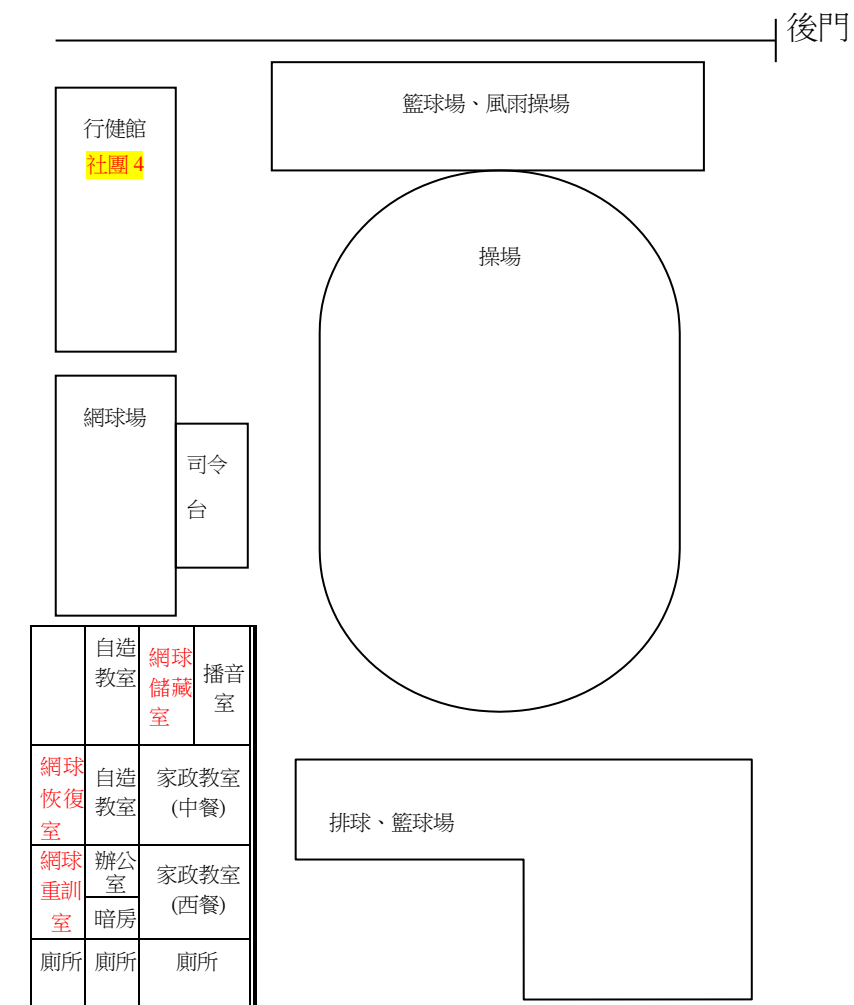 後門
籃球場、風雨操場
行健館
社團 4
操場
網球場
司令
台
自造
教室
網球
儲藏
室
播音
室
網球
恢復
室
自造
教室
家政教室
(中餐)
排球、籃球場
網球
重訓
室
辦公
室
暗房
家政教室
(西餐)
廁所
廁所
廁所